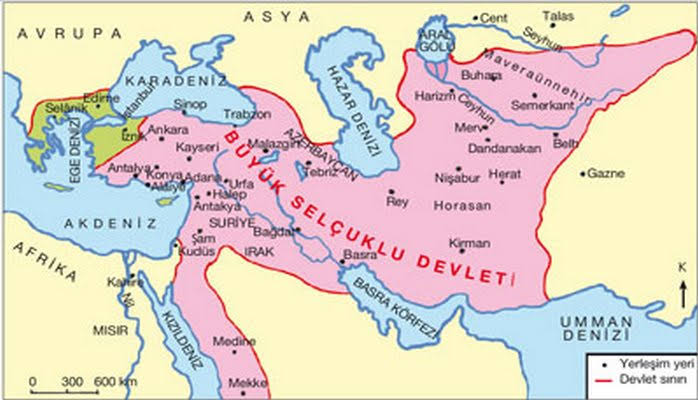 AVRUPA
ASYA
Cent
Talas
Seyhun
ARAL
GÖLÜ
Maveraünnehir
Buhara
Harizm
Ceyhun
Semerkant
KARADENİZ
HAZAR DENİZİ
Edirne
Selânik
İstanbul
Sinop
Trabzon
EGE DENİZİ
İznik
Ankara
Kayseri
Malazgirt
AZERBAYCAN
Tebriz
Merv
Dandanakan
Belh
Gazne
Antalya
Konya
Alaiye
Adana
Urfa
Halep
Antakya
Nişabur
Herat
Rey
Horasan
BÜYÜK SELÇUKLU DEVLETİ
AKDENİZ
SURİYE
Şam
Kudüs
Bağdat
IRAK
Basra
Kirman
AFRİKA
Kahire
Nil
MISIR
KIZILDENİZ
BASRA KÖRFEZİ
UMMAN
DENİZİ
K
Medine
Mekke
0 300 600 km
Yerleşim yeri
Devlet sınırı